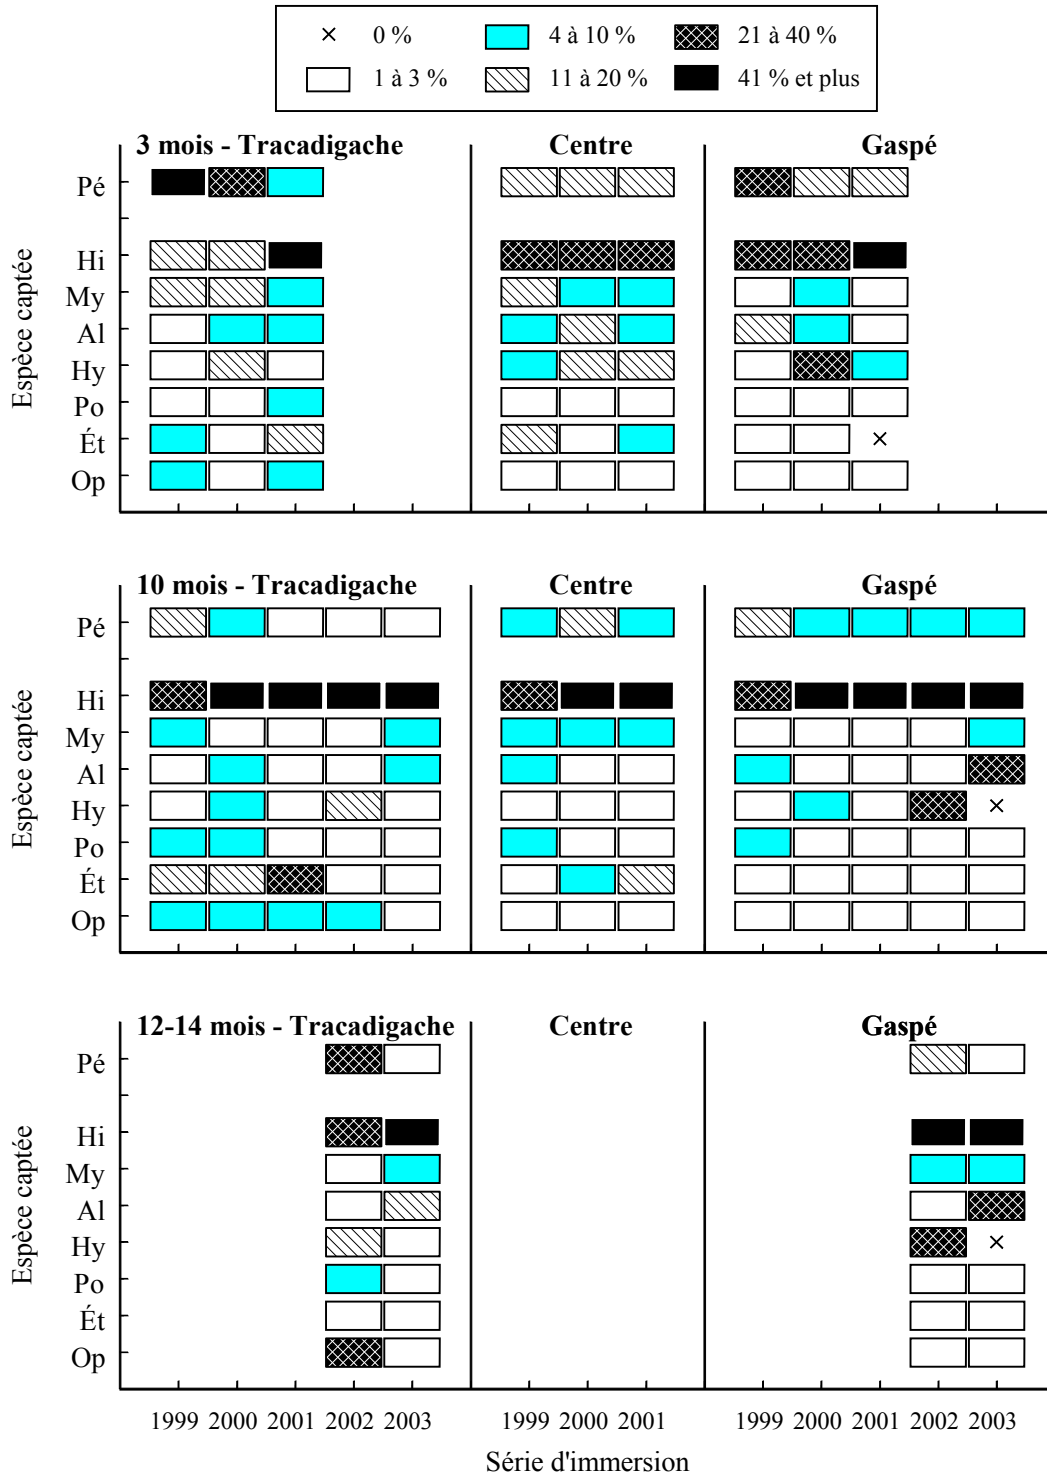 × 0 % 4 à 10 % 21 à 40 %
1 à 3 % 11 à 20 % 41 % et plus
3 mois - Tracadigache Centre Gaspé
Espèce captée
Pé
Hi
My
Al
Hy
Po
Ét
Op
×
10 mois - Tracadigache Centre Gaspé
Espèce captée
Pé
Hi
My
Al
Hy
Po
Ét
Op
×
12-14 mois - Tracadigache Centre Gaspé
Espèce captée
Pé
Hi
My
Al
Hy
Po
Ét
Op
×
1999 2000 2001 2002 2003 1999 2000 2001 1999 2000 2001 2002 2003
Série d'immersion